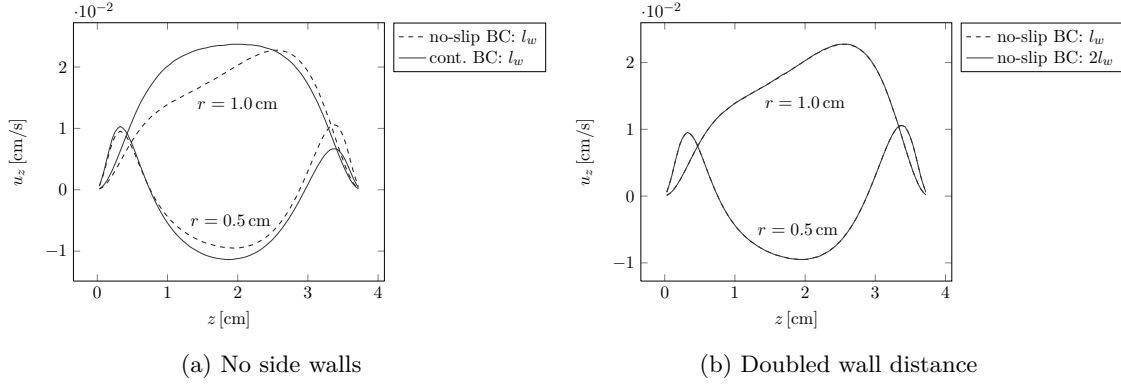 ·10⁻²
2
1
0
−1
0 1 2 3 4
z [cm]
u_z [cm/s]
r = 1.0 cm
r = 0.5 cm
no-slip BC: l_w
cont. BC: l_w
(a) No side walls
·10⁻²
2
1
0
−1
0 1 2 3 4
z [cm]
u_z [cm/s]
r = 1.0 cm
r = 0.5 cm
no-slip BC: l_w
no-slip BC: 2l_w
(b) Doubled wall distance